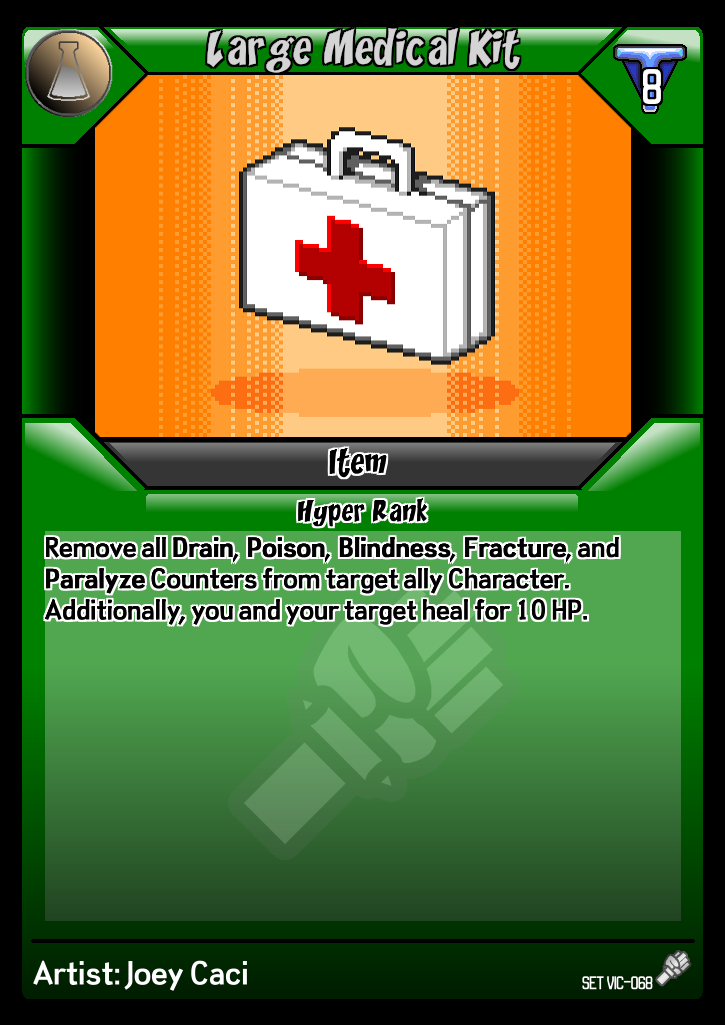 Large Medical Kit
8
Item
Hyper Rank
Remove all Drain, Poison, Blindness, Fracture, and
Paralyze Counters from target ally Character.
Additionally, you and your target heal for 10 HP.
Artist: Joey Caci
SET VIC-068